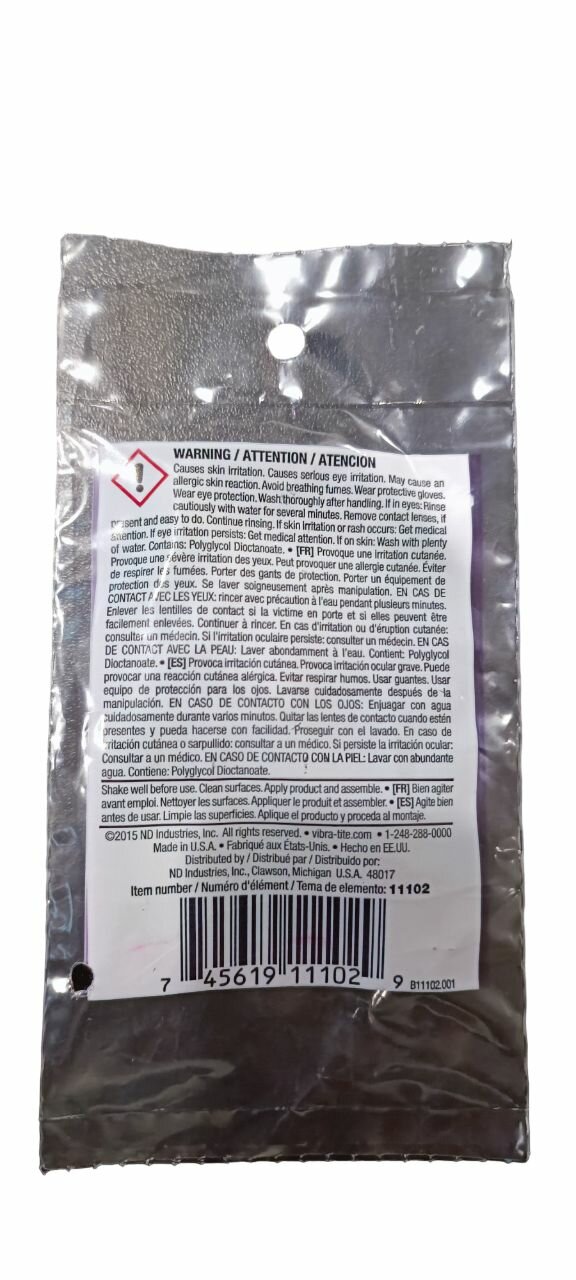 WARNING / ATTENTION / ATENCION
Causes skin irritation. Causes serious eye irritation. May cause an
allergic skin reaction. Avoid breathing fumes. Wear protective gloves.
Wear eye protection. Wash thoroughly after handling. If in eyes: Rinse
cautiously with water for several minutes. Remove contact lenses, if
present and easy to do. Continue rinsing. If skin irritation or rash occurs: Get medical
attention. If eye irritation persists: Get medical attention. If on skin: Wash with plenty
of water. Contains: Polyglycol Dioctanoate. • [FR] Provoque une irritation cutanée.
Provoque une sévère irritation des yeux. Peut provoquer une allergie cutanée. Éviter
de respirer les fumées. Porter des gants de protection. Porter un équipement de
protection des yeux. Se laver soigneusement après manipulation. EN CAS DE
CONTACT AVEC LES YEUX: rincer avec précaution à l'eau pendant plusieurs minutes.
Enlever les lentilles de contact si la victime en porte et si elles peuvent être
facilement enlevées. Continuer à rincer. En cas d'irritation ou d'éruption cutanée:
consulter un médecin. Si l'irritation oculaire persiste: consulter un médecin. EN CAS
DE CONTACT AVEC LA PEAU: Laver abondamment à l'eau. Contient: Polyglycol
Dioctanoate. • [ES] Provoca irritación cutánea. Provoca irritación ocular grave. Puede
provocar una reacción cutánea alérgica. Evitar respirar humos. Usar guantes. Usar
equipo de protección para los ojos. Lavarse cuidadosamente después de la
manipulación. EN CASO DE CONTACTO CON LOS OJOS: Enjuagar con agua
cuidadosamente durante varios minutos. Quitar las lentes de contacto cuando estén
presentes y pueda hacerse con facilidad. Proseguir con el lavado. En caso de
irritación cutánea o sarpullido: consultar a un médico. Si persiste la irritación ocular:
Consultar a un médico. EN CASO DE CONTACTO CON LA PIEL: Lavar con abundante
agua. Contiene: Polyglycol Dioctanoate.
Shake well before use. Clean surfaces. Apply product and assemble. • [FR] Bien agiter
avant emploi. Nettoyer les surfaces. Appliquer le produit et assembler. • [ES] Agite bien
antes de usar. Limpie las superficies. Aplique el producto y proceda al montaje.
©2015 ND Industries, Inc. All rights reserved. • vibra-tite.com • 1-248-288-0000
Made in U.S.A. • Fabriqué aux États-Unis. • Hecho en EE.UU.
Distributed by / Distribué par / Distribuido por:
ND Industries, Inc., Clawson, Michigan U.S.A. 48017
Item number / Numéro d'élément / Tema de elemento: 11102
7 45619 11102 9 B11102.001